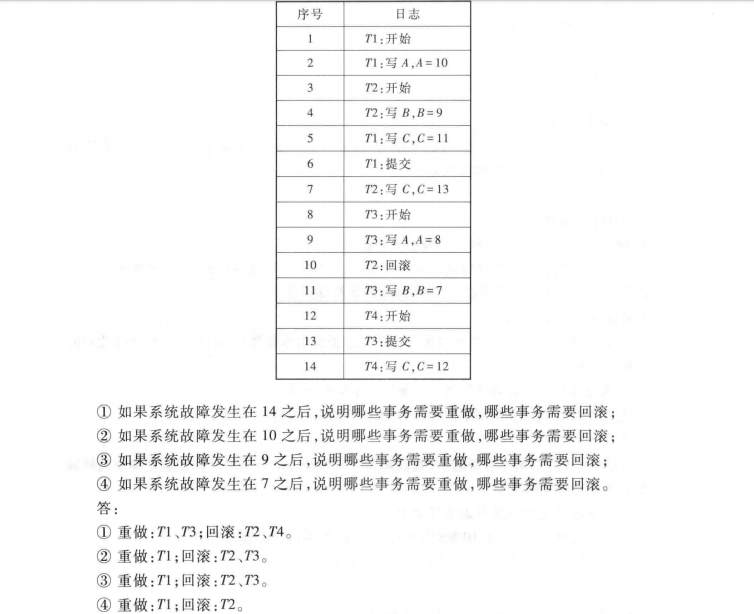 序号 日志
1 T1:开始
2 T1:写 A,A=10
3 T2:开始
4 T2:写 B,B=9
5 T1:写 C,C=11
6 T1:提交
7 T2:写 C,C=13
8 T3:开始
9 T3:写 A,A=8
10 T2:回滚
11 T3:写 B,B=7
12 T4:开始
13 T3:提交
14 T4:写 C,C=12
① 如果系统故障发生在 14 之后,说明哪些事务需要重做,哪些事务需要回滚;
② 如果系统故障发生在 10 之后,说明哪些事务需要重做,哪些事务需要回滚;
③ 如果系统故障发生在 9 之后,说明哪些事务需要重做,哪些事务需要回滚;
④ 如果系统故障发生在 7 之后,说明哪些事务需要重做,哪些事务需要回滚。
答:
① 重做:T1、T3;回滚:T2、T4。
② 重做:T1;回滚:T2、T3。
③ 重做:T1;回滚:T2、T3。
④ 重做:T1;回滚:T2。